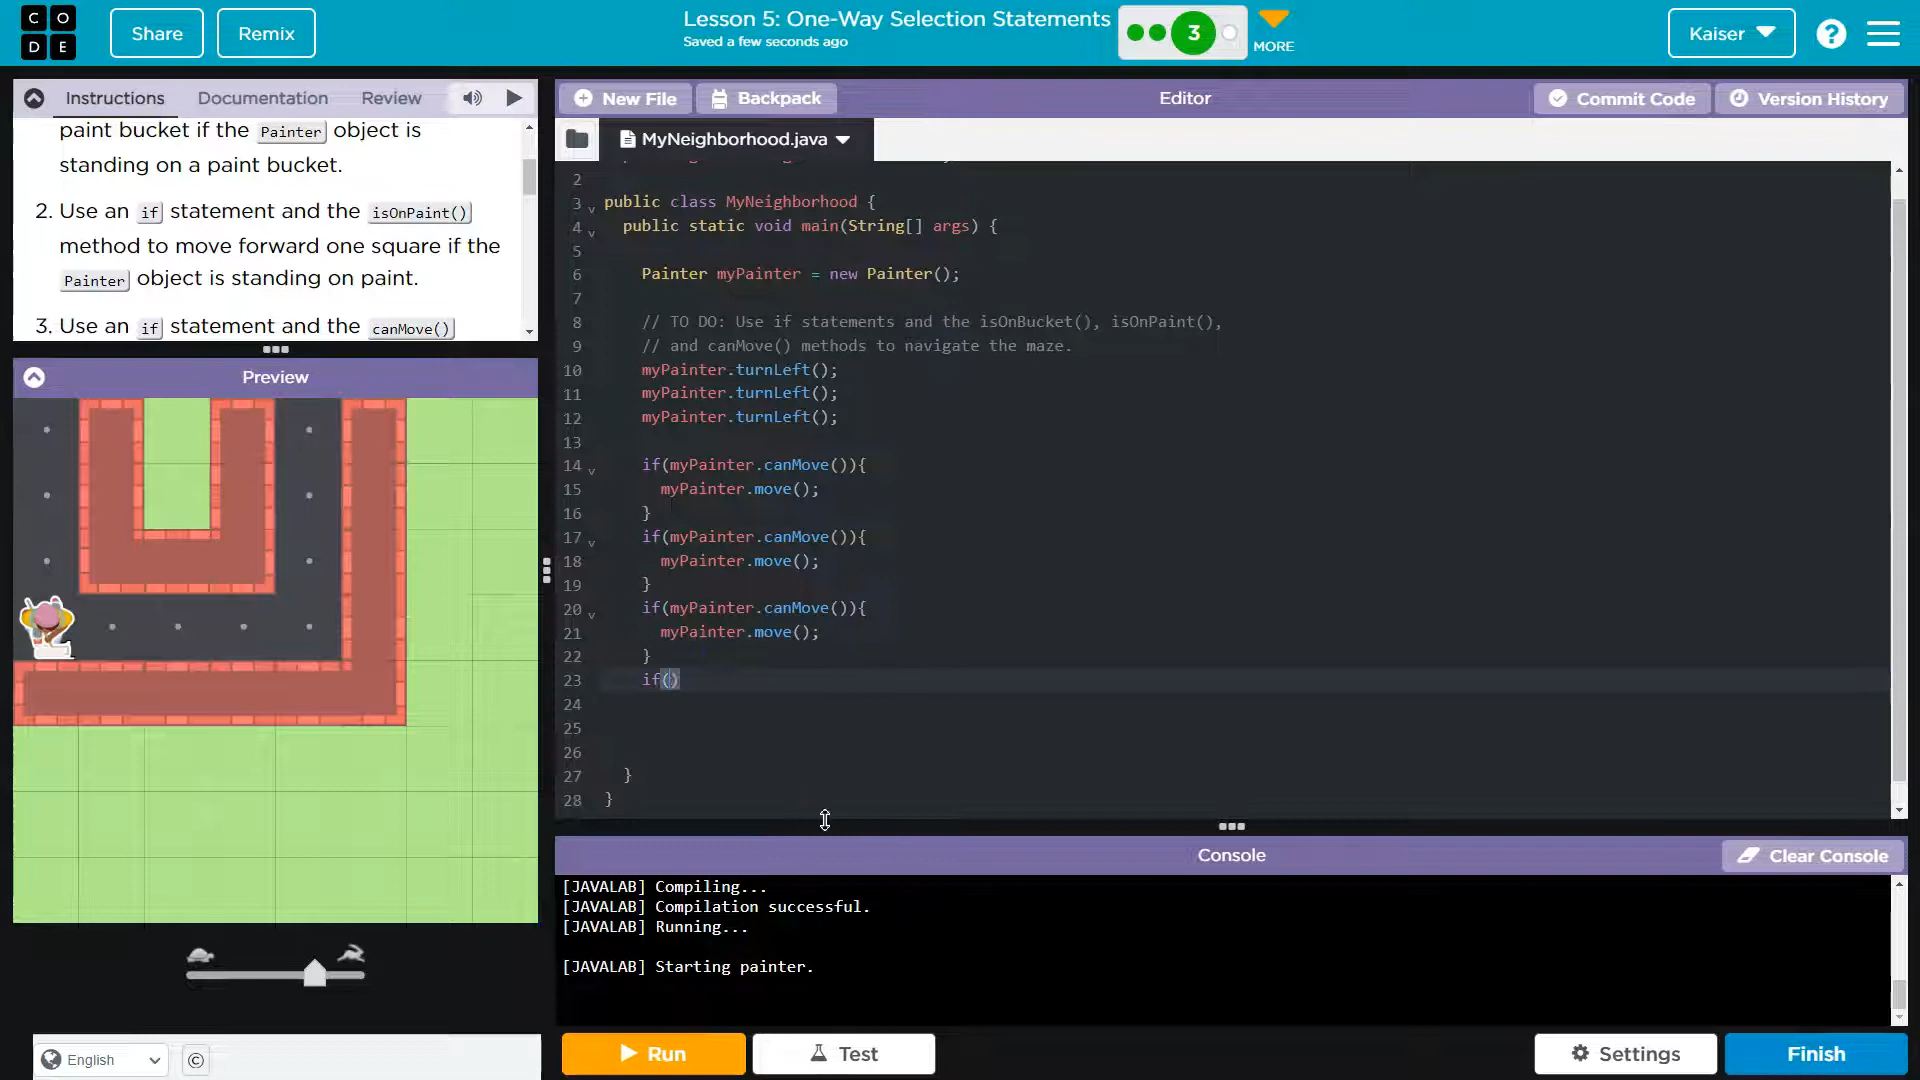 CO
DE
Share
Remix
Lesson 5: One-Way Selection Statements
Saved a few seconds ago
3
MORE
Kaiser
?
Instructions
Documentation
Review
paint bucket if the Painter object is
standing on a paint bucket.
2. Use an if statement and the isOnPaint()
method to move forward one square if the
Painter object is standing on paint.
3. Use an if statement and the canMove()
Preview
English
©
New File
Backpack
Editor
Commit Code
Version History
MyNeighborhood.java
2
3 public class MyNeighborhood {
4 public static void main(String[] args) {
5
6 Painter myPainter = new Painter();
7
8 // TO DO: Use if statements and the isOnBucket(), isOnPaint(),
9 // and canMove() methods to navigate the maze.
10 myPainter.turnLeft();
11 myPainter.turnLeft();
12 myPainter.turnLeft();
13
14 if(myPainter.canMove()){
15 myPainter.move();
16 }
17 if(myPainter.canMove()){
18 myPainter.move();
19 }
20 if(myPainter.canMove()){
21 myPainter.move();
22 }
23 if()
24
25
26
27 }
28 }
Console
Clear Console
[JAVALAB] Compiling...
[JAVALAB] Compilation successful.
[JAVALAB] Running...
[JAVALAB] Starting painter.
Run
Test
Settings
Finish